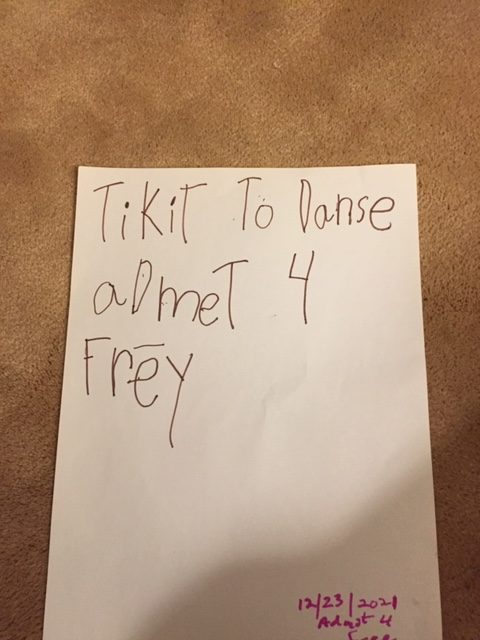 TiKiT To Danse
aDmeT 4
Frēy
12/23/2021
Admit 4